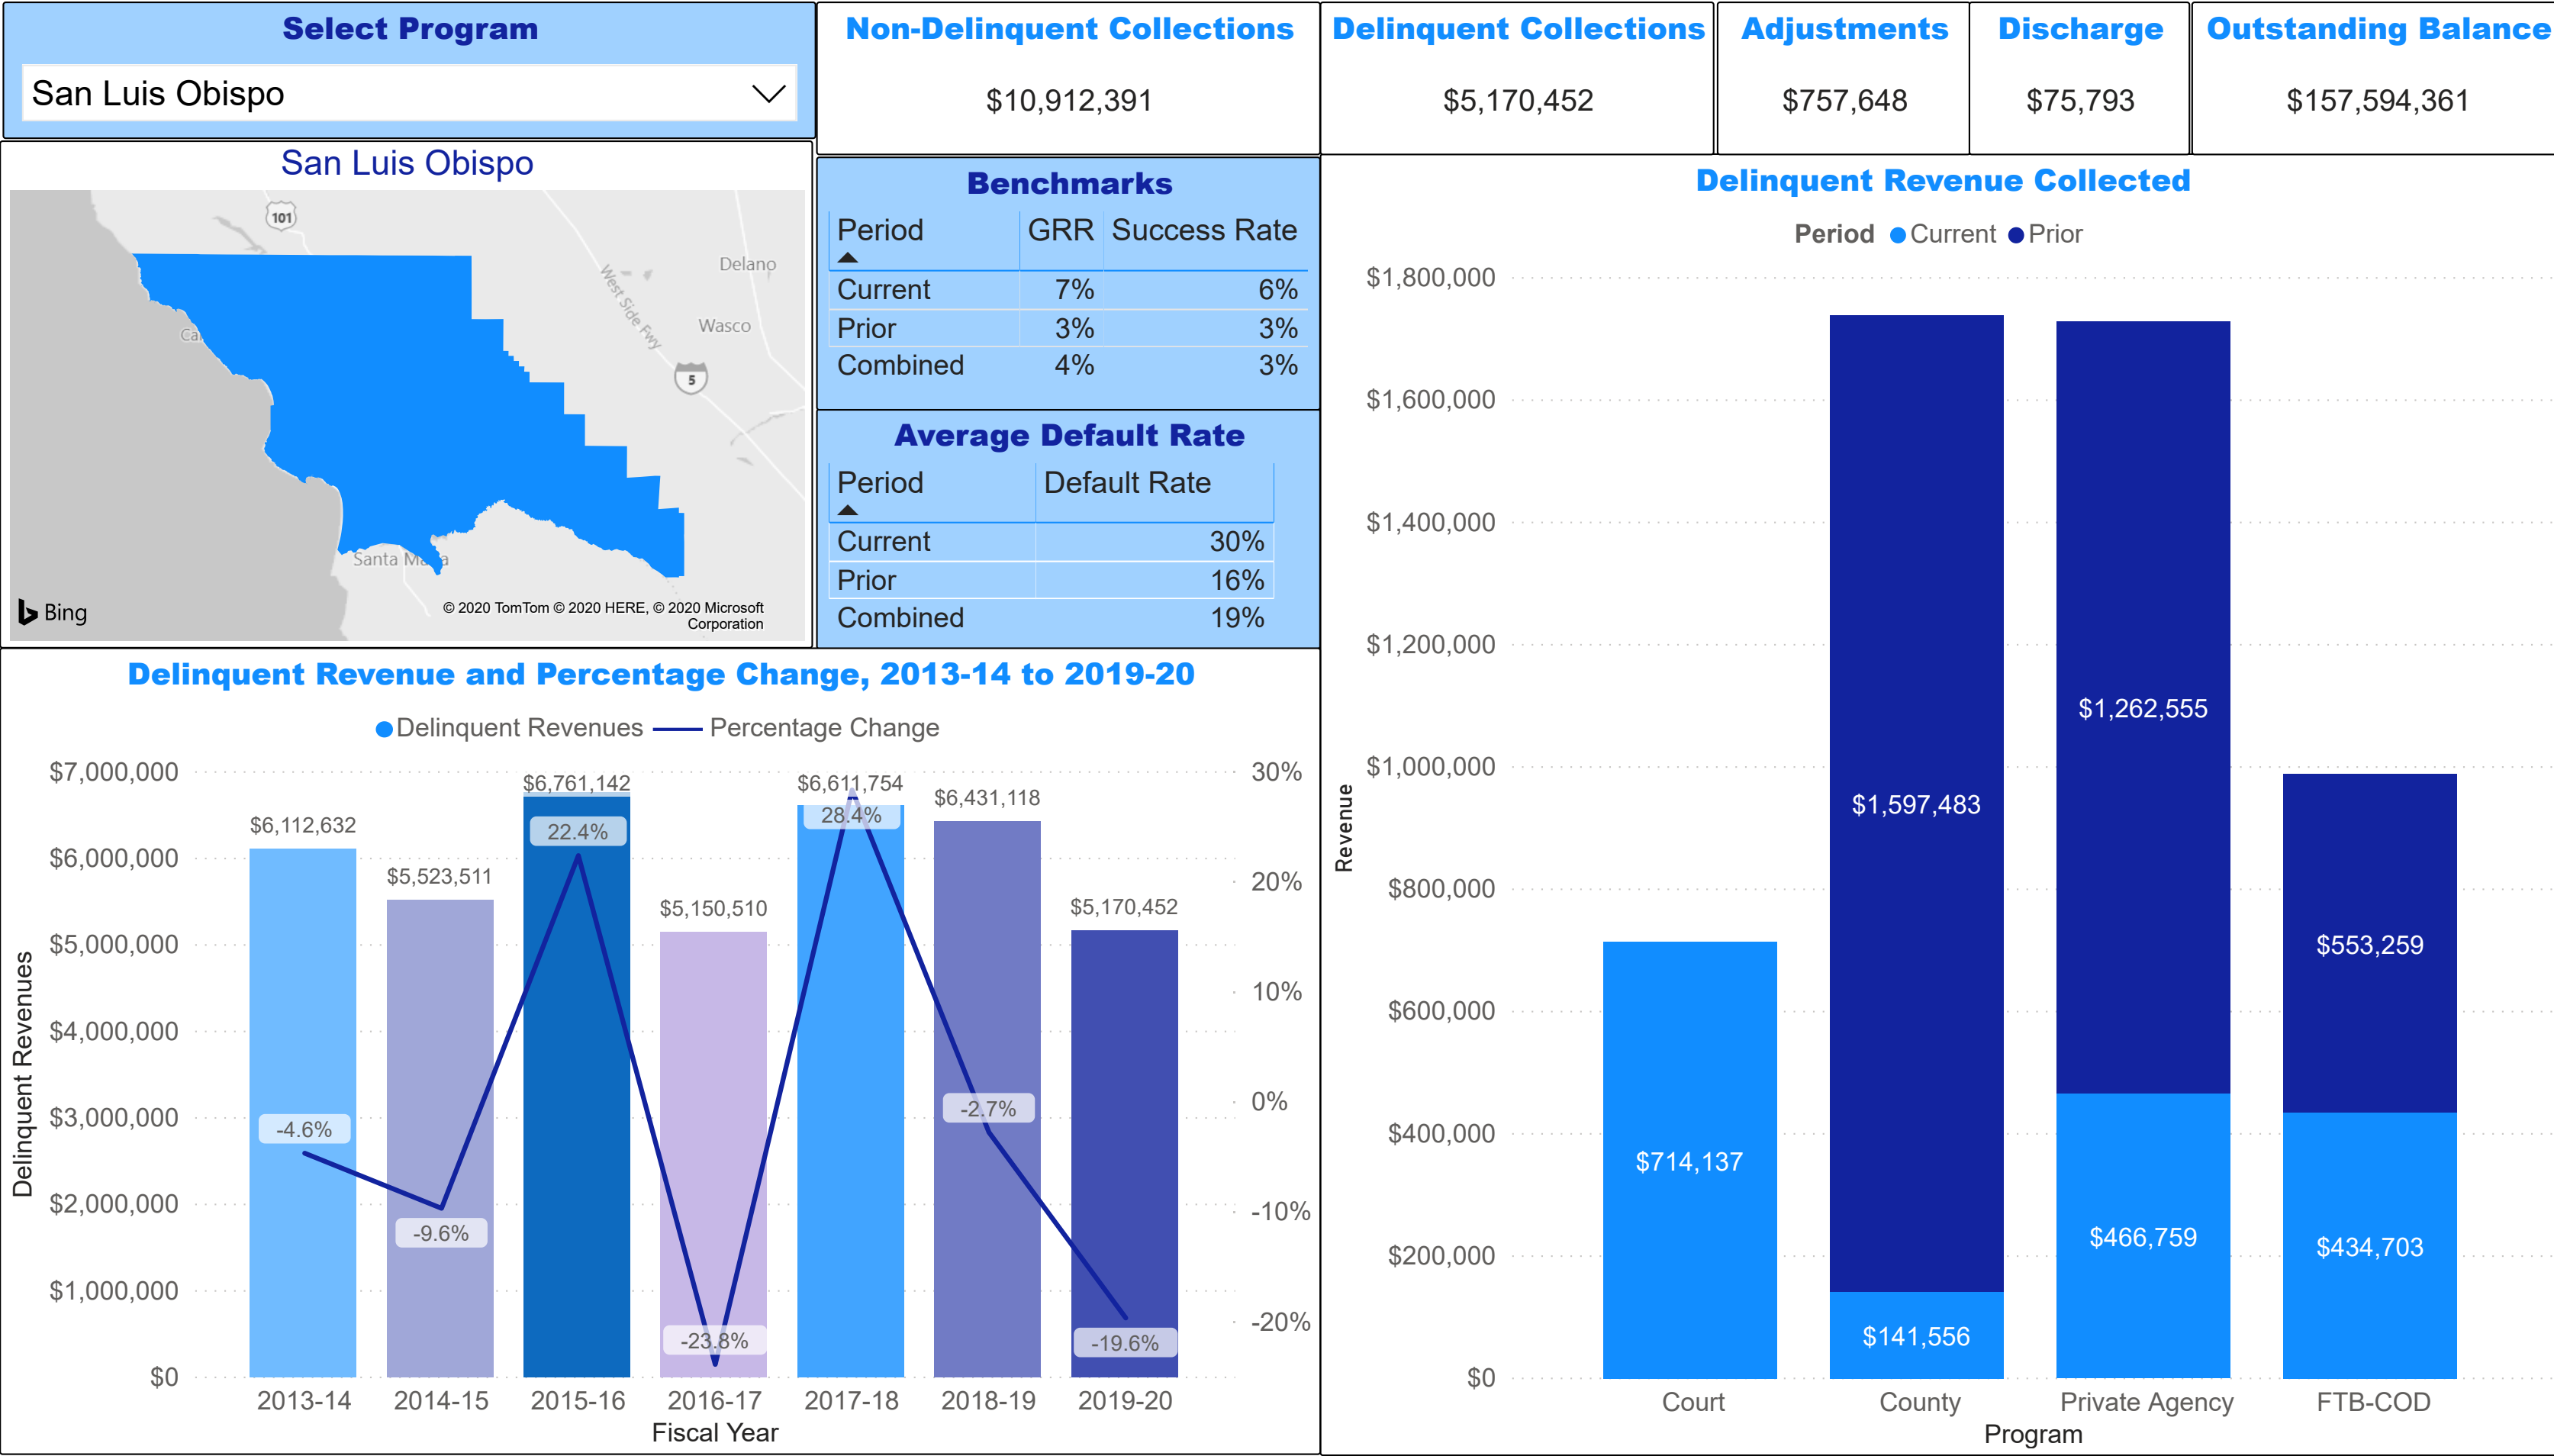 Select Program
San Luis Obispo
Non-Delinquent Collections
$10,912,391
Delinquent Collections
$5,170,452
Adjustments
$757,648
Discharge
$75,793
Outstanding Balance
$157,594,361
San Luis Obispo
101
Delano
West Side Fwy
Wasco
5
Bing
© 2020 TomTom © 2020 HERE, © 2020 Microsoft
Corporation
Benchmarks
Period GRR Success Rate
Current 7% 6%
Prior 3% 3%
Combined 4% 3%
Average Default Rate
Period Default Rate
Current 30%
Prior 16%
Combined 19%
Delinquent Revenue and Percentage Change, 2013-14 to 2019-20
Delinquent Revenues Percentage Change
Delinquent Revenues
$7,000,000
$6,000,000
$5,000,000
$4,000,000
$3,000,000
$2,000,000
$1,000,000
$0
$6,112,632
$5,523,511
$6,761,142
$5,150,510
$6,611,754
$6,431,118
$5,170,452
-4.6%
-9.6%
22.4%
-23.8%
28.4%
-2.7%
-19.6%
30%
20%
10%
0%
-10%
-20%
2013-14 2014-15 2015-16 2016-17 2017-18 2018-19 2019-20
Fiscal Year
Delinquent Revenue Collected
Period Current Prior
Revenue
$1,800,000
$1,600,000
$1,400,000
$1,200,000
$1,000,000
$800,000
$600,000
$400,000
$200,000
$0
$714,137
$1,597,483
$141,556
$1,262,555
$466,759
$553,259
$434,703
Court County Private Agency FTB-COD
Program